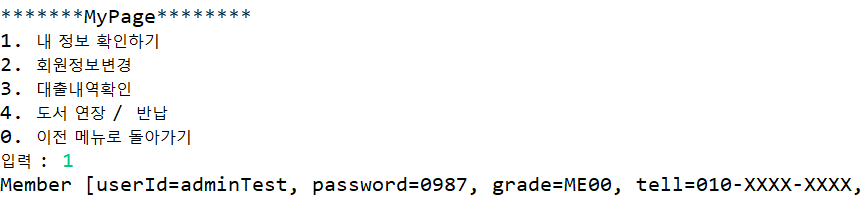 *******MyPage********
1. 내 정보 확인하기
2. 회원정보변경
3. 대출내역확인
4. 도서 연장 / 반납
0. 이전 메뉴로 돌아가기
입력 : 1
Member [userId=adminTest, password=0987, grade=ME00, tell=010-XXXX-XXXX,